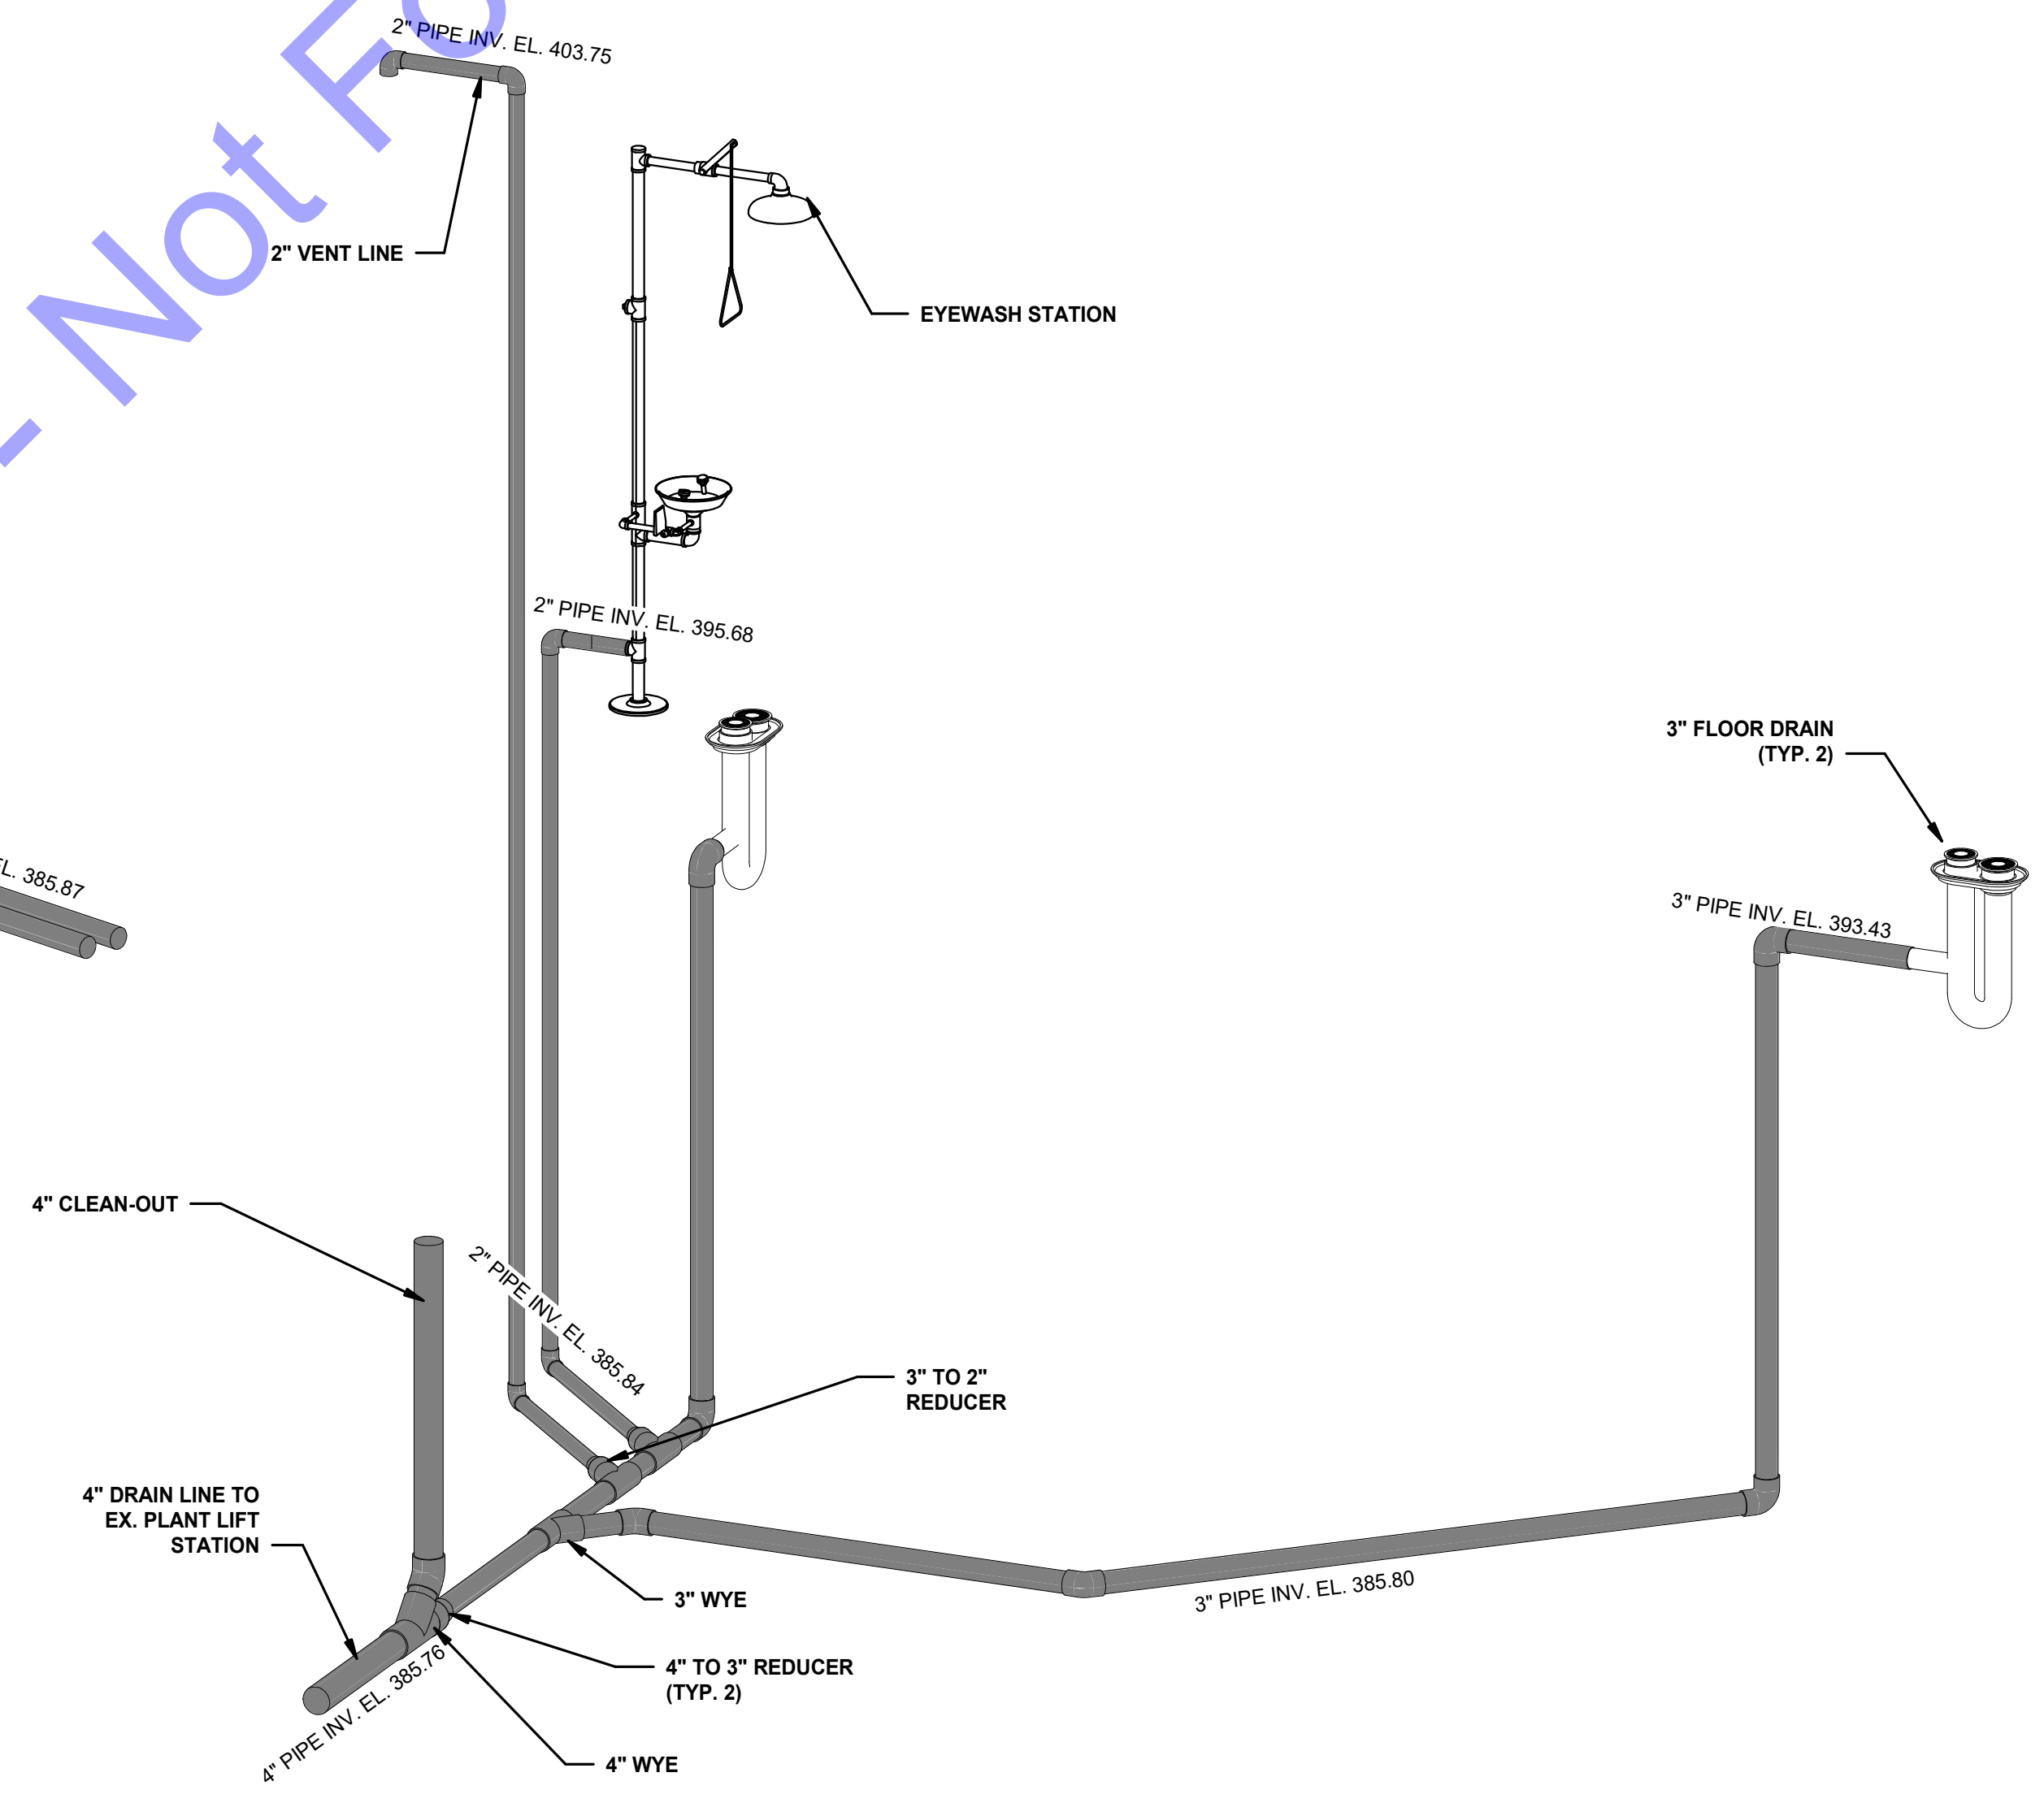 2" PIPE INV. EL. 403.75
- Not Fo
2" VENT LINE
EYEWASH STATION
2" PIPE INV. EL. 395.68
3" FLOOR DRAIN
(TYP. 2)
EL. 385.87
3" PIPE INV. EL. 393.43
4" CLEAN-OUT
2" PIPE INV. EL. 385.84
3" TO 2"
REDUCER
4" DRAIN LINE TO
EX. PLANT LIFT
STATION
3" WYE
3" PIPE INV. EL. 385.80
4" PIPE INV. EL. 385.76
4" TO 3" REDUCER
(TYP. 2)
4" WYE